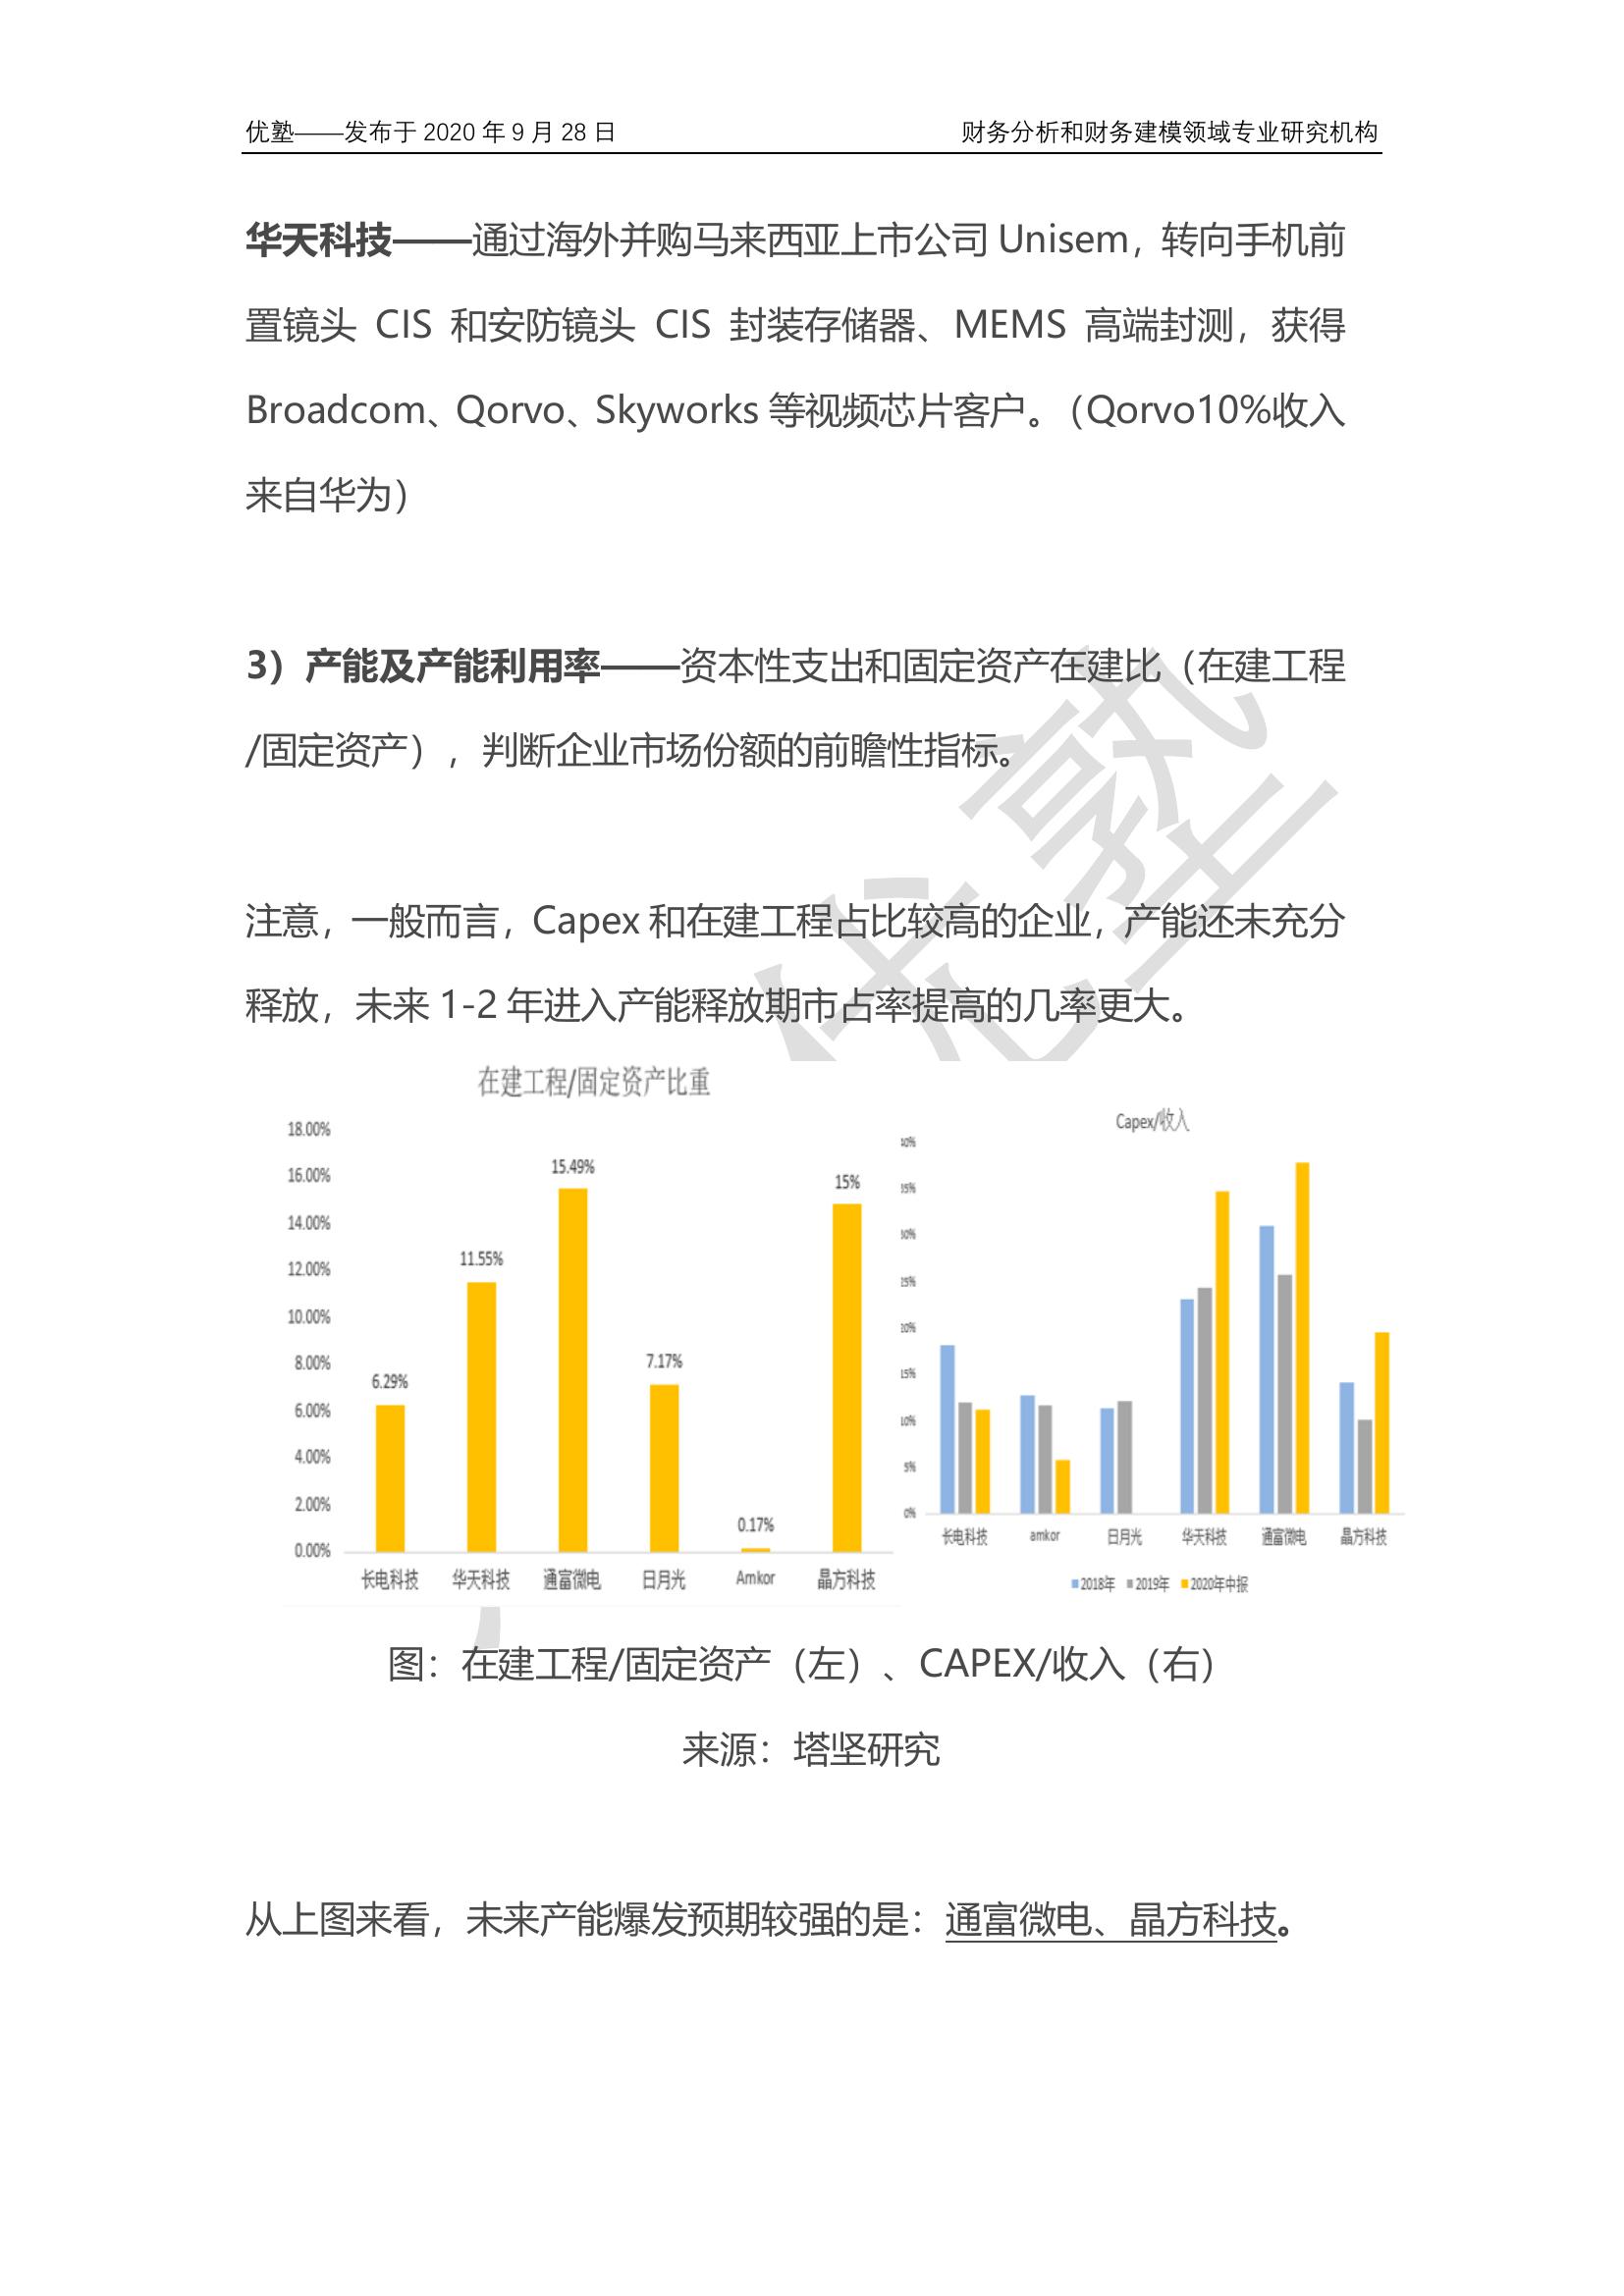 优塾——发布于 2020 年 9 月 28 日 财务分析和财务建模领域专业研究机构
华天科技——通过海外并购马来西亚上市公司 Unisem，转向手机前
置镜头 CIS 和安防镜头 CIS 封装存储器、MEMS 高端封测，获得
Broadcom、Qorvo、Skyworks 等视频芯片客户。（Qorvo10%收入
来自华为）
3）产能及产能利用率——资本性支出和固定资产在建比（在建工程
/固定资产），判断企业市场份额的前瞻性指标。
优塾
注意，一般而言，Capex 和在建工程占比较高的企业，产能还未充分
释放，未来 1-2 年进入产能释放期市占率提高的几率更大。
在建工程/固定资产比重
18.00%
16.00%
14.00%
12.00%
10.00%
8.00%
6.00%
4.00%
2.00%
0.00%
6.29%
11.55%
15.49%
7.17%
0.17%
15%
长电科技 华天科技 通富微电 日月光 Amkor 晶方科技
Capex/收入
40%
35%
30%
25%
20%
15%
10%
5%
0%
长电科技 amkor 日月光 华天科技 通富微电 晶方科技
2018年 2019年 2020年中报
图：在建工程/固定资产（左）、CAPEX/收入（右）
来源：塔坚研究
从上图来看，未来产能爆发预期较强的是：通富微电、晶方科技。